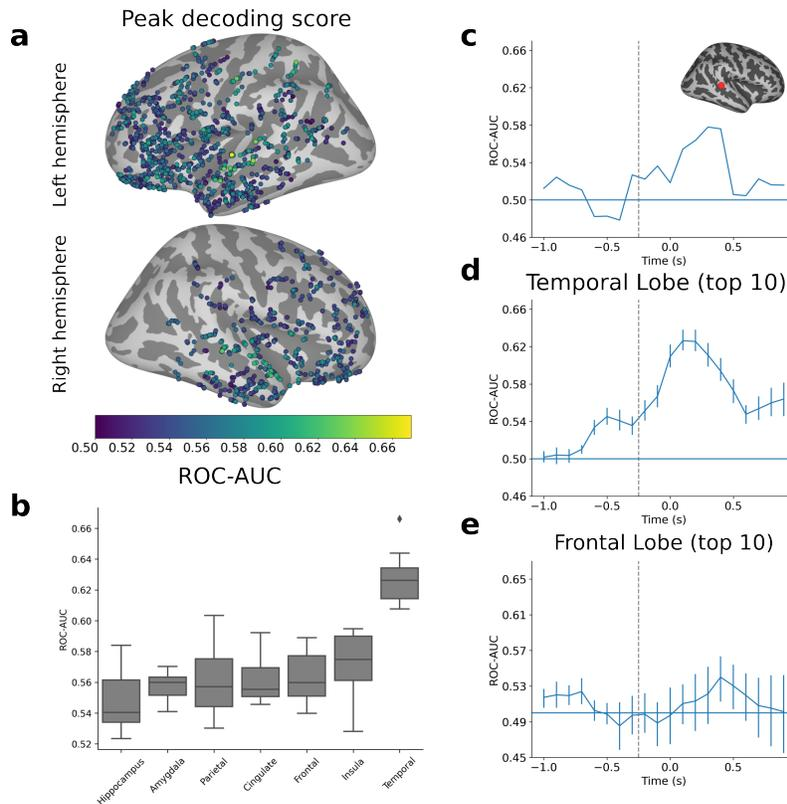 Peak decoding score
a
Left hemisphere
Right hemisphere
0.50 0.52 0.54 0.56 0.58 0.60 0.62 0.64 0.66
ROC-AUC
b
0.66
0.64
0.62
0.60
0.58
0.56
0.54
0.52
ROC-AUC
Hippocampus
Amygdala
Parietal
Cingulate
Frontal
Insula
Temporal
c
0.66
0.62
0.58
0.54
0.50
0.46
ROC-AUC
−1.0 −0.5 0.0 0.5
Time (s)
d
Temporal Lobe (top 10)
0.66
0.62
0.58
0.54
0.50
0.46
ROC-AUC
−1.0 −0.5 0.0 0.5
Time (s)
e
Frontal Lobe (top 10)
0.65
0.61
0.57
0.53
0.49
0.45
ROC-AUC
−1.0 −0.5 0.0 0.5
Time (s)